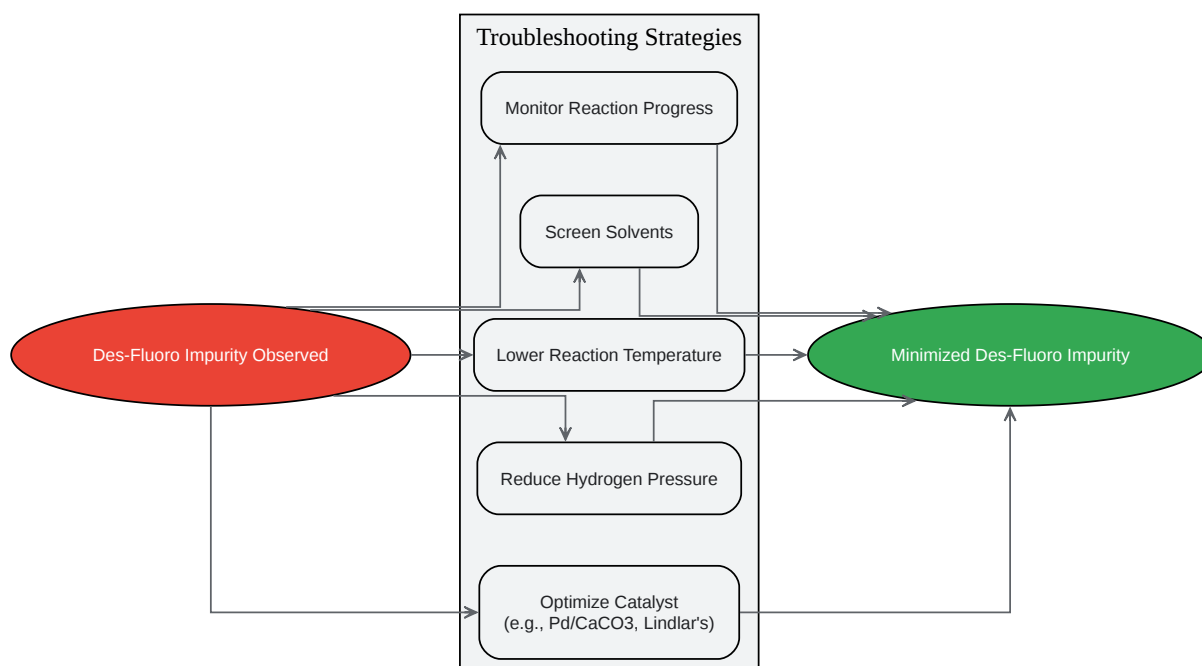 Troubleshooting Strategies
Monitor Reaction Progress
Screen Solvents
Des-Fluoro Impurity Observed
Lower Reaction Temperature
Minimized Des-Fluoro Impurity
Reduce Hydrogen Pressure
Optimize Catalyst
(e.g., Pd/CaCO3, Lindlar's)